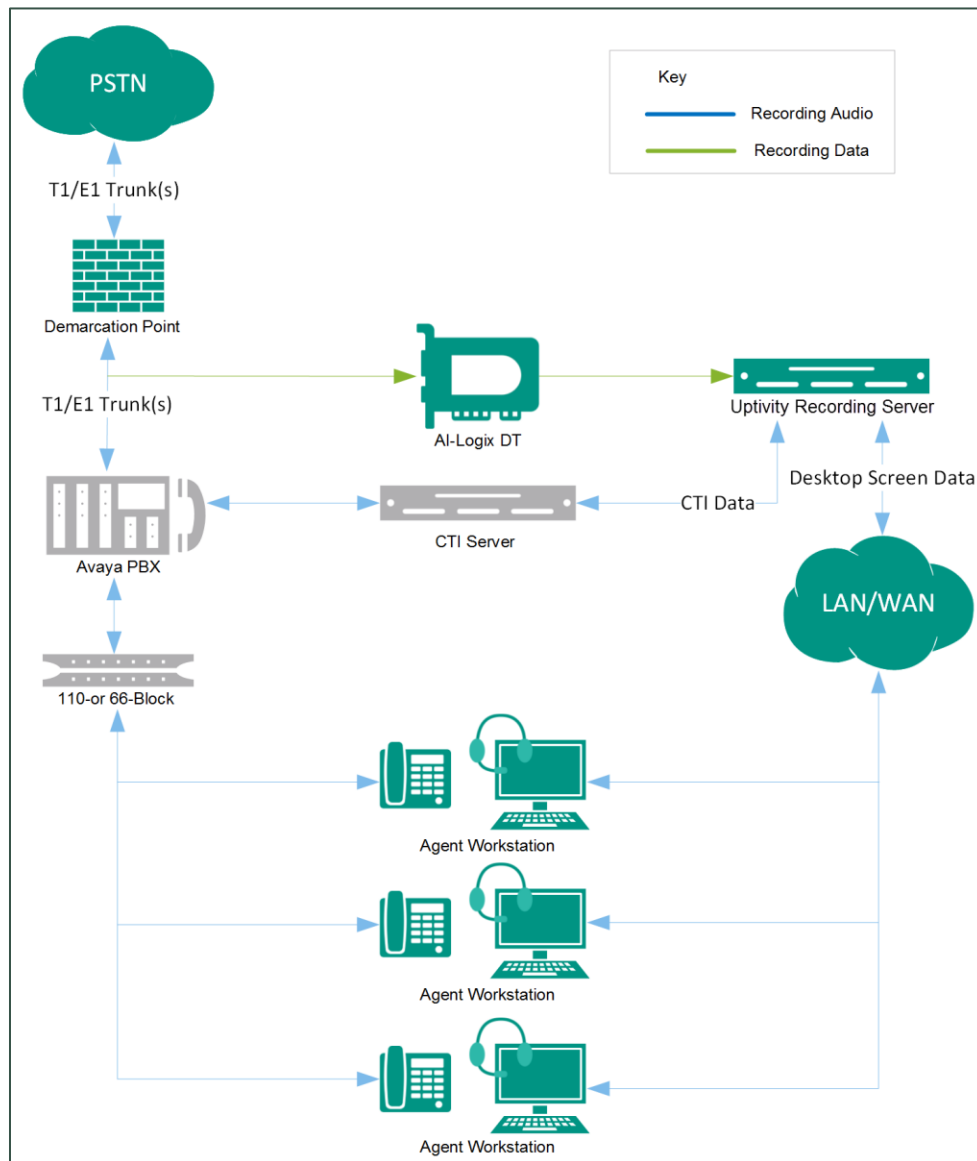 PSTN
Key
Recording Audio
Recording Data
T1/E1 Trunk(s)
Demarcation Point
T1/E1 Trunk(s)
AI-Logix DT
Uptivity Recording Server
Desktop Screen Data
CTI Data
CTI Server
Avaya PBX
LAN/WAN
110-or 66-Block
Agent Workstation
Agent Workstation
Agent Workstation